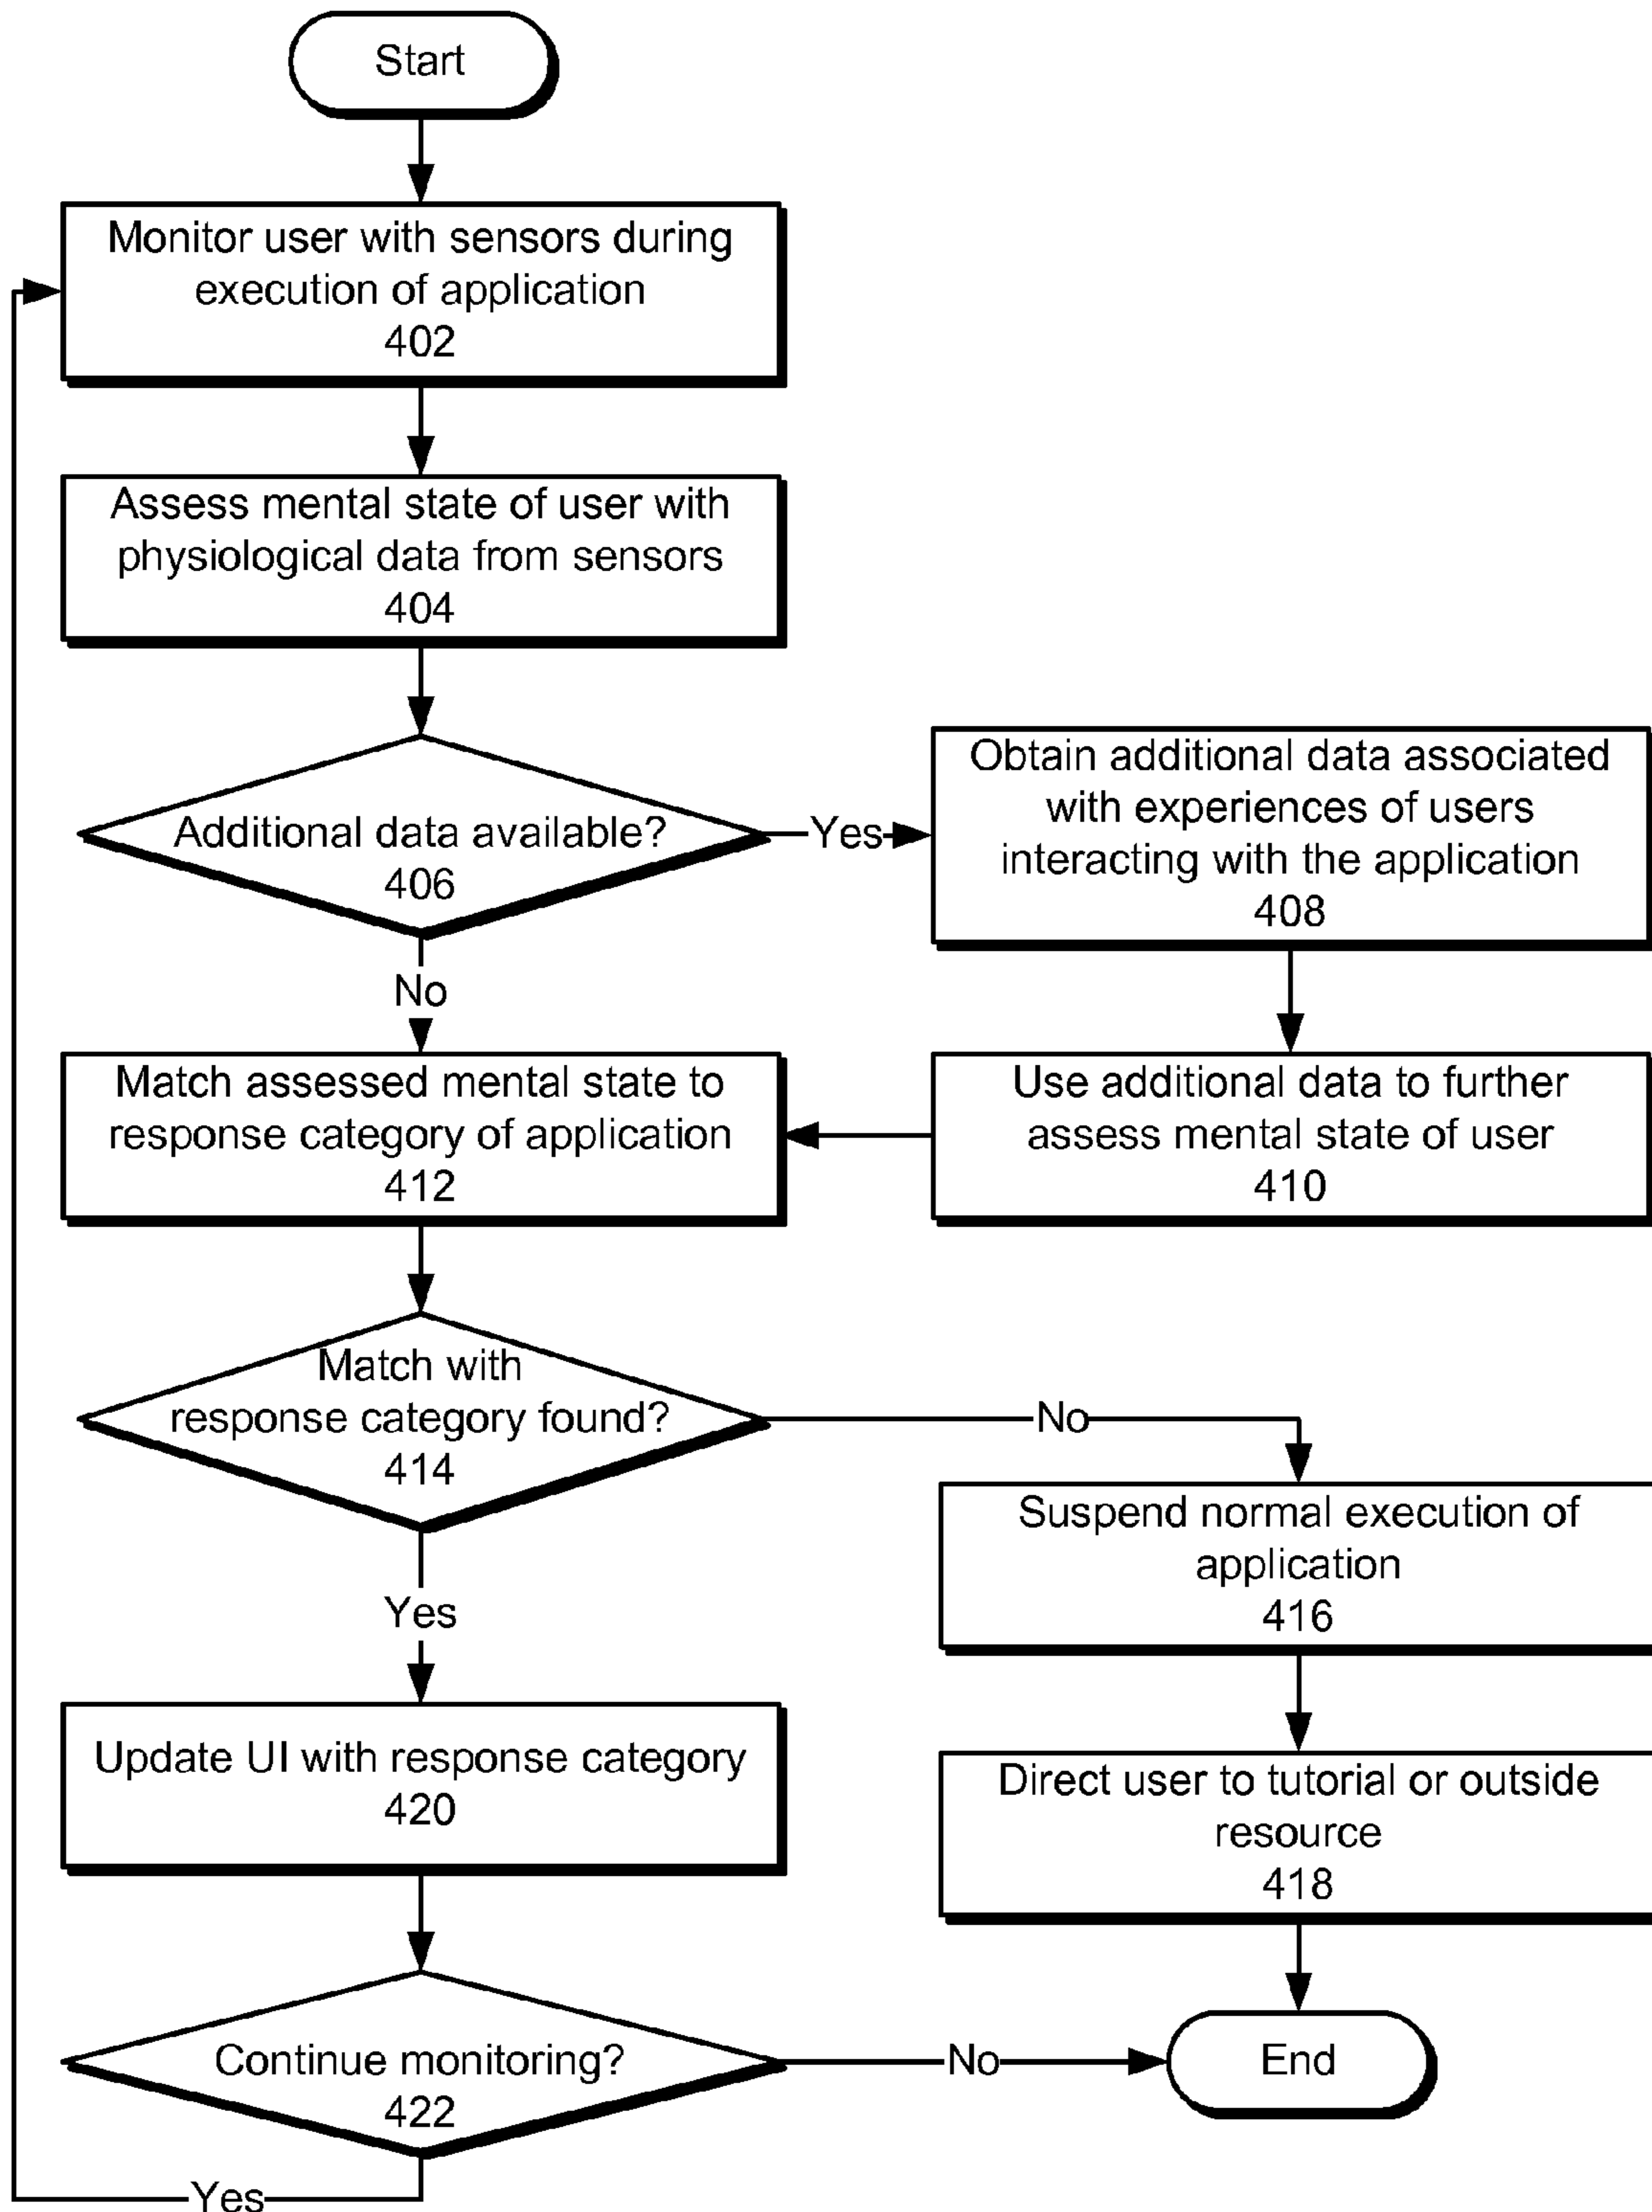 Start
Monitor user with sensors during
execution of application
402
Assess mental state of user with
physiological data from sensors
404
Additional data available?
406
Yes
Obtain additional data associated
with experiences of users
interacting with the application
408
No
Match assessed mental state to
response category of application
412
Use additional data to further
assess mental state of user
410
Match with
response category found?
414
No
Suspend normal execution of
application
416
Yes
Update UI with response category
420
Direct user to tutorial or outside
resource
418
Continue monitoring?
422
No
End
Yes